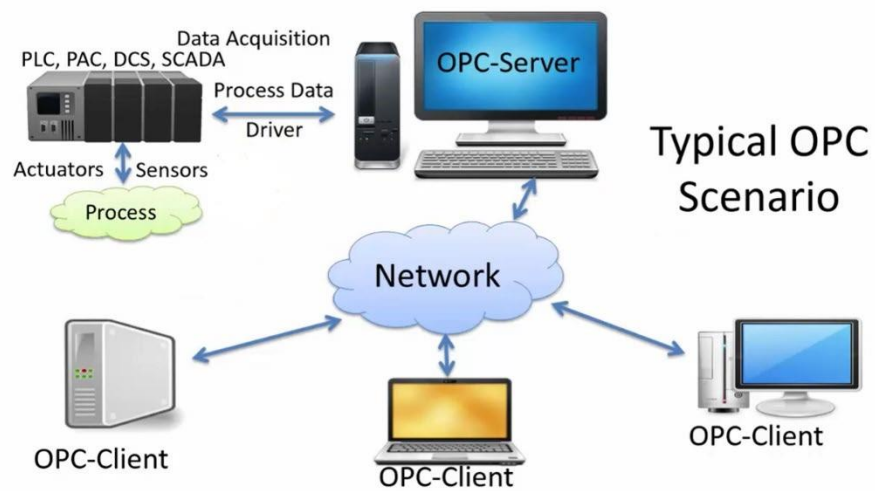 Data Acquisition
PLC, PAC, DCS, SCADA
Process Data
Driver
OPC-Server
Actuators
Sensors
Process
Typical OPC
Scenario
Network
OPC-Client
OPC-Client
OPC-Client